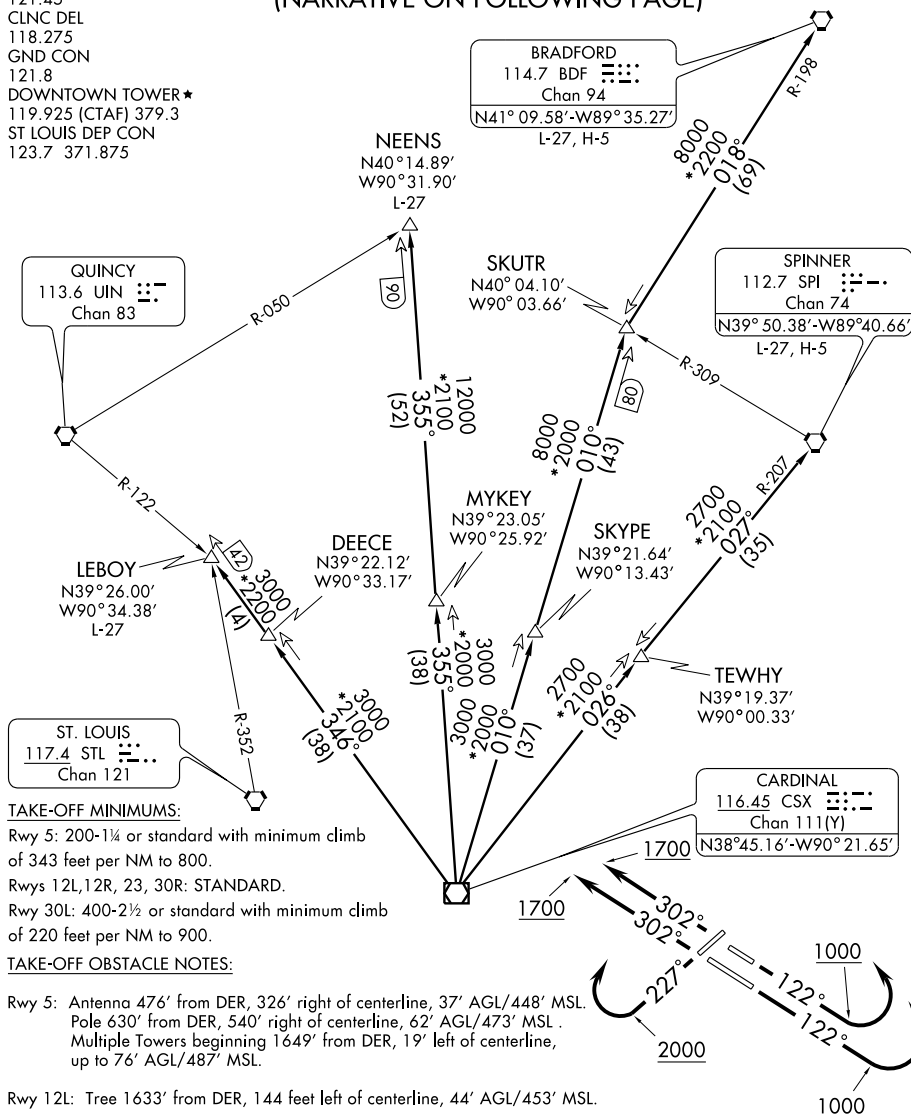 121.45
(NARRATIVE ON FOLLOWING PAGE)
CLNC DEL
118.275
GND CON
121.8
DOWNTOWN TOWER★
119.925 (CTAF) 379.3
ST LOUIS DEP CON
123.7 371.875
BRADFORD
114.7 BDF
Chan 94
N41° 09.58'-W89° 35.27'
L-27, H-5
R-198
8000
*2200
018°
(69)
NEENS
N40°14.89'
W90°31.90'
L-27
SKUTR
N40° 04.10'
W90° 03.66'
SPINNER
112.7 SPI
Chan 74
N39° 50.38'-W89°40.66'
L-27, H-5
QUINCY
113.6 UIN
Chan 83
R-050
90
R-309
80
12000
*2100
355°
(52)
8000
*2000
010°
(43)
R-207
2700
*2100
027°
(35)
R-122
MYKEY
N39°23.05'
W90°25.92'
SKYPE
N39°21.64'
W90°13.43'
DEECE
N39°22.12'
W90°33.17'
LEBOY
N39°26.00'
W90°34.38'
L-27
42
3000
*2200
(4)
3000
*2100
346°
(38)
3000
*2000
355°
(38)
3000
*2000
010°
(37)
2700
*2100
026°
(38)
TEWHY
N39°19.37'
W90°00.33'
R-352
ST. LOUIS
117.4 STL
Chan 121
CARDINAL
116.45 CSX
Chan 111(Y)
N38°45.16'-W90°21.65'
TAKE-OFF MINIMUMS:
Rwy 5: 200-1¼ or standard with minimum climb
of 343 feet per NM to 800.
Rwys 12L,12R, 23, 30R: STANDARD.
Rwy 30L: 400-2½ or standard with minimum climb
of 220 feet per NM to 900.
1700
1700
302°
302°
227°
2000
122°
122°
1000
1000
TAKE-OFF OBSTACLE NOTES:
Rwy 5: Antenna 476' from DER, 326' right of centerline, 37' AGL/448' MSL.
Pole 630' from DER, 540' right of centerline, 62' AGL/473' MSL .
Multiple Towers beginning 1649' from DER, 19' left of centerline,
up to 76' AGL/487' MSL.
Rwy 12L: Tree 1633' from DER, 144 feet left of centerline, 44' AGL/453' MSL.